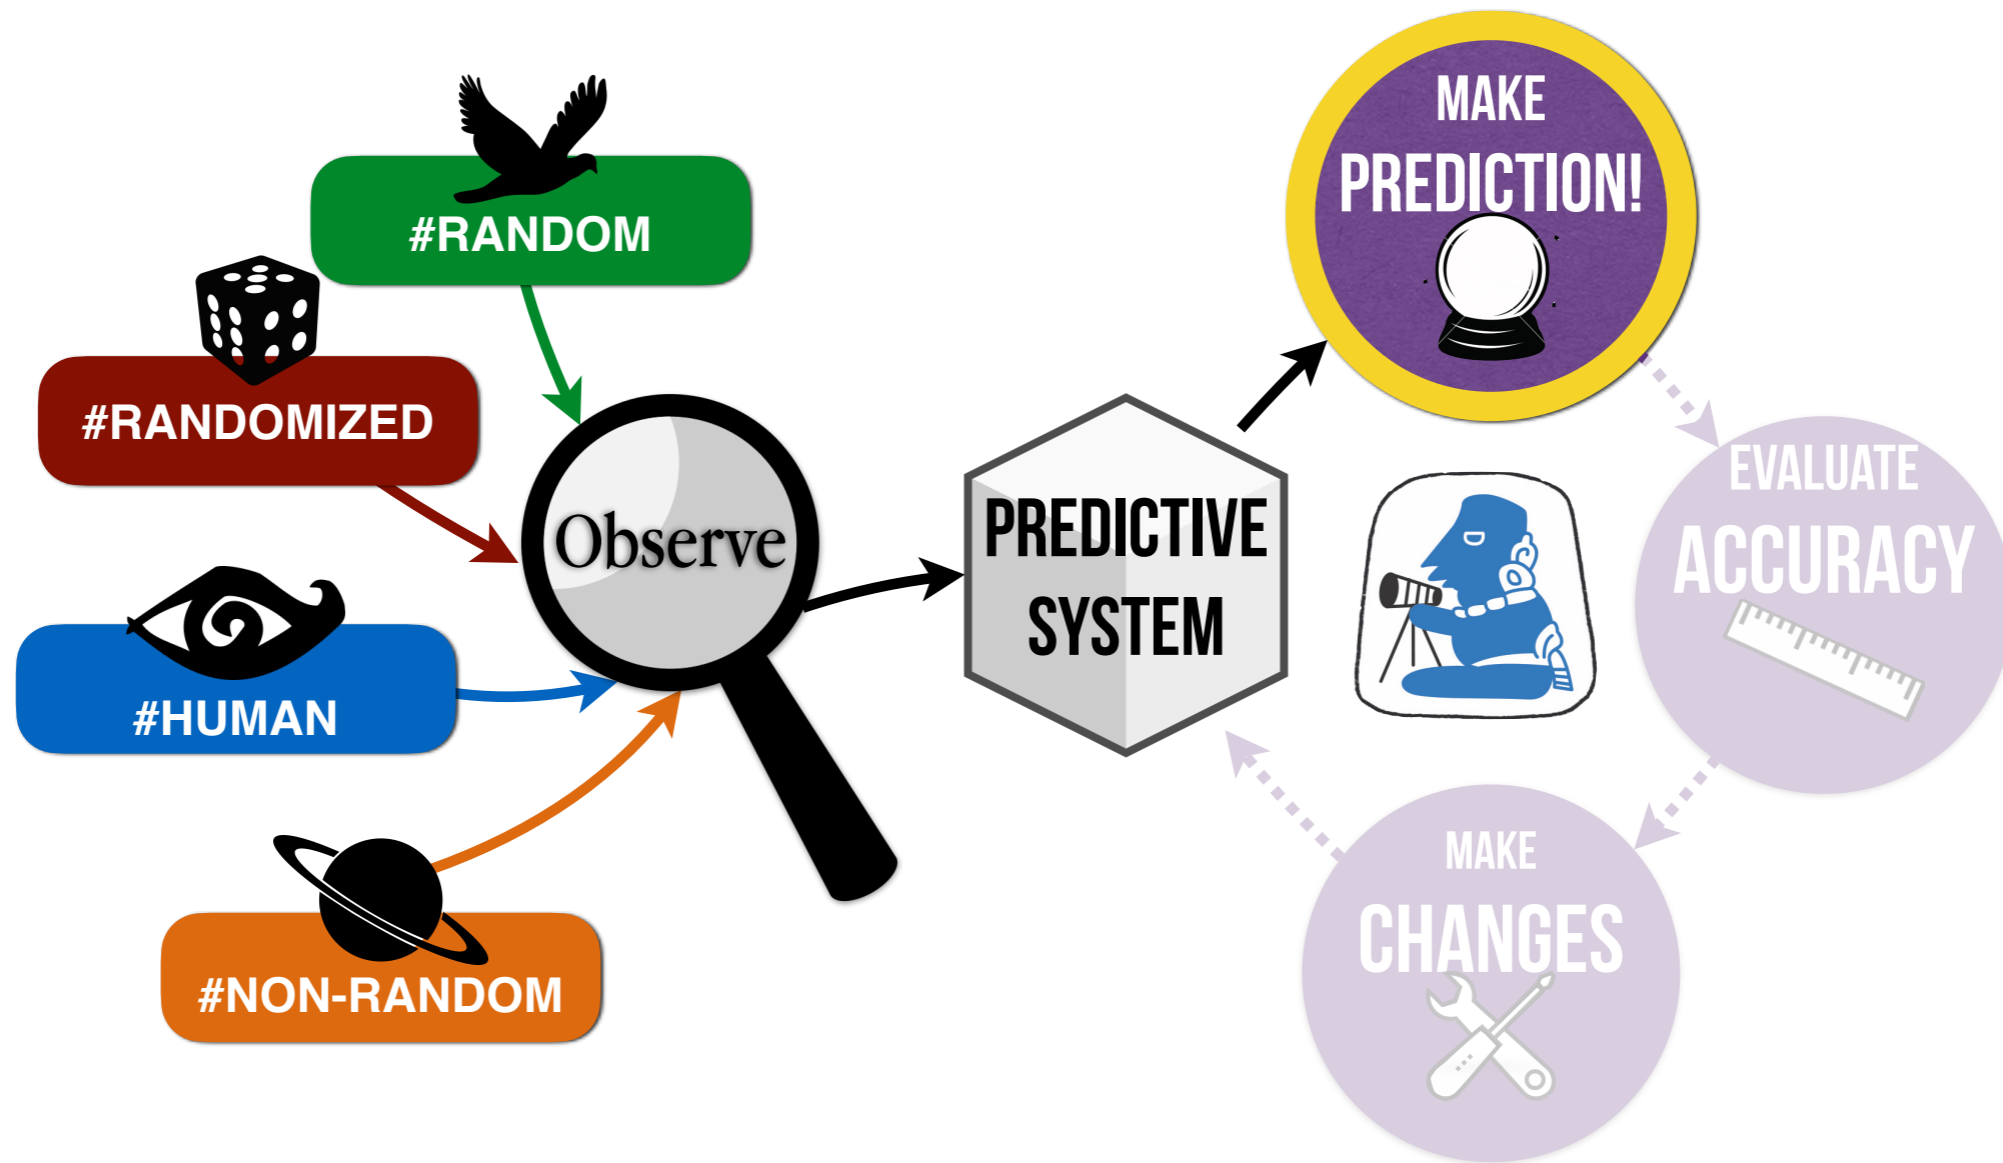 #RANDOM
#RANDOMIZED
#HUMAN
#NON-RANDOM
Observe
PREDICTIVE
SYSTEM
MAKE
PREDICTION!
EVALUATE
ACCURACY
MAKE
CHANGES